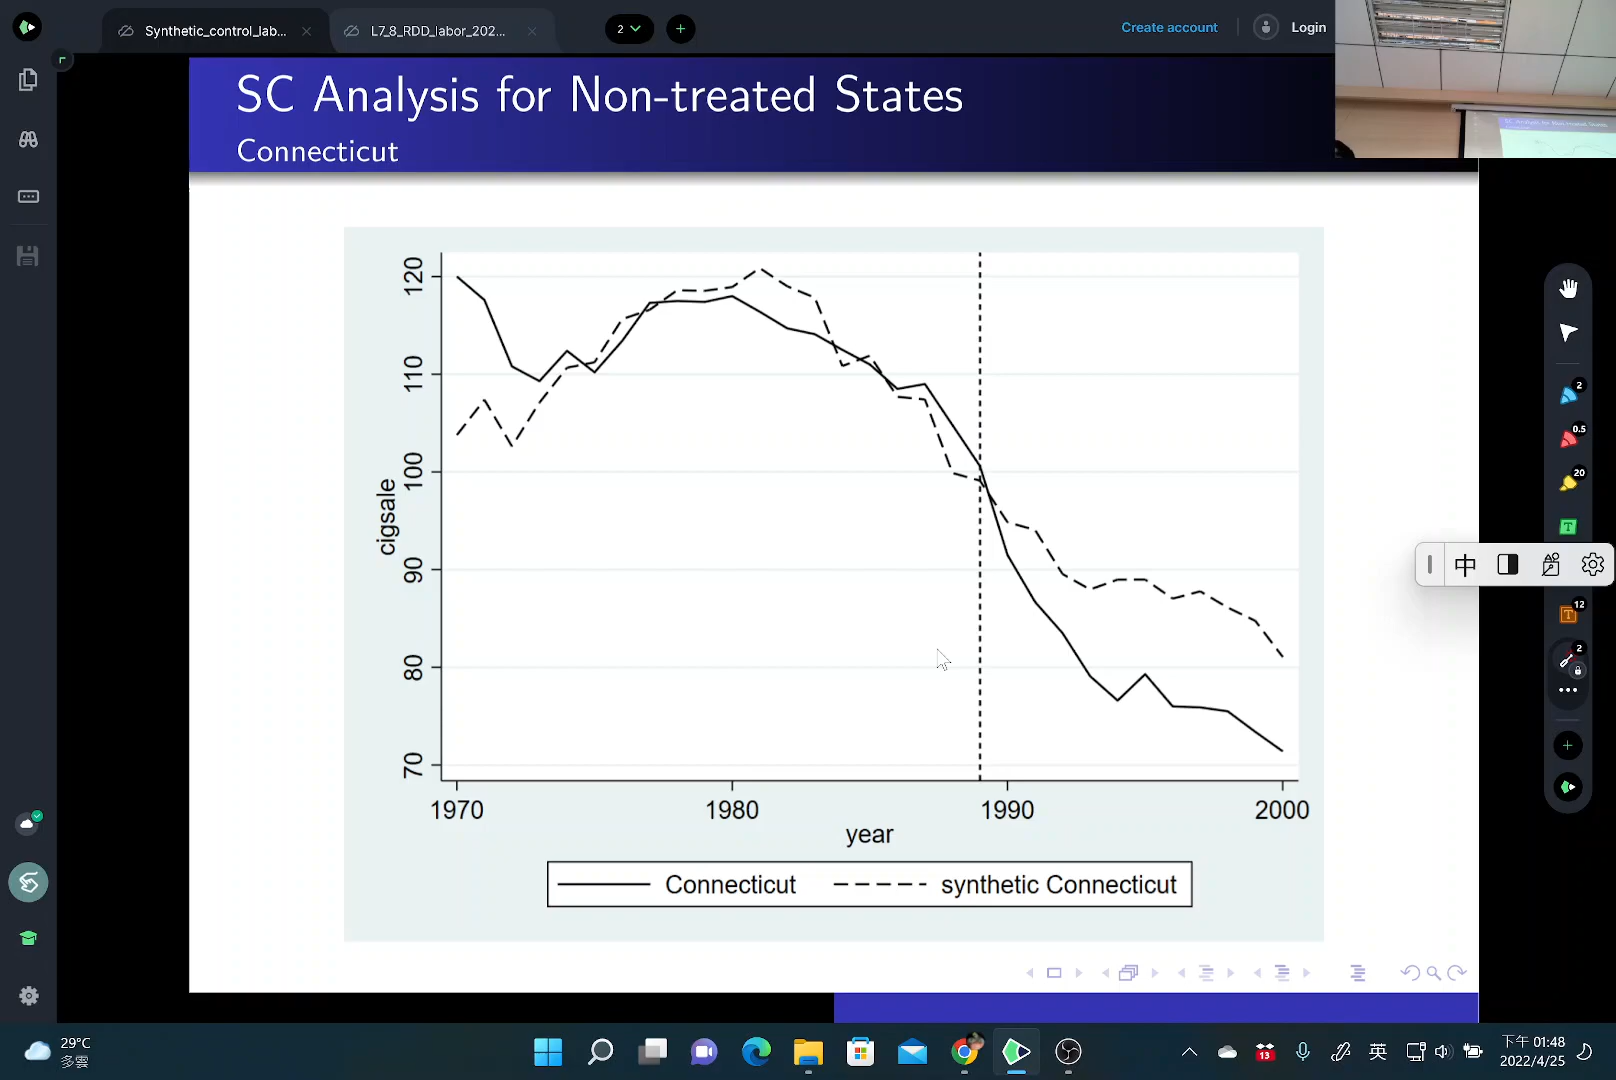 Synthetic_control_lab...
L7_8_RDD_labor_202...
2
Create account
Login
SC Analysis for Non-treated States
Connecticut
120
110
100
90
80
70
cigsale
1970
1980
1990
2000
year
Connecticut
synthetic Connecticut
2
0.5
20
T
中
T
12
2
29°C
多雲
13
英
下午 01:48
2022/4/25